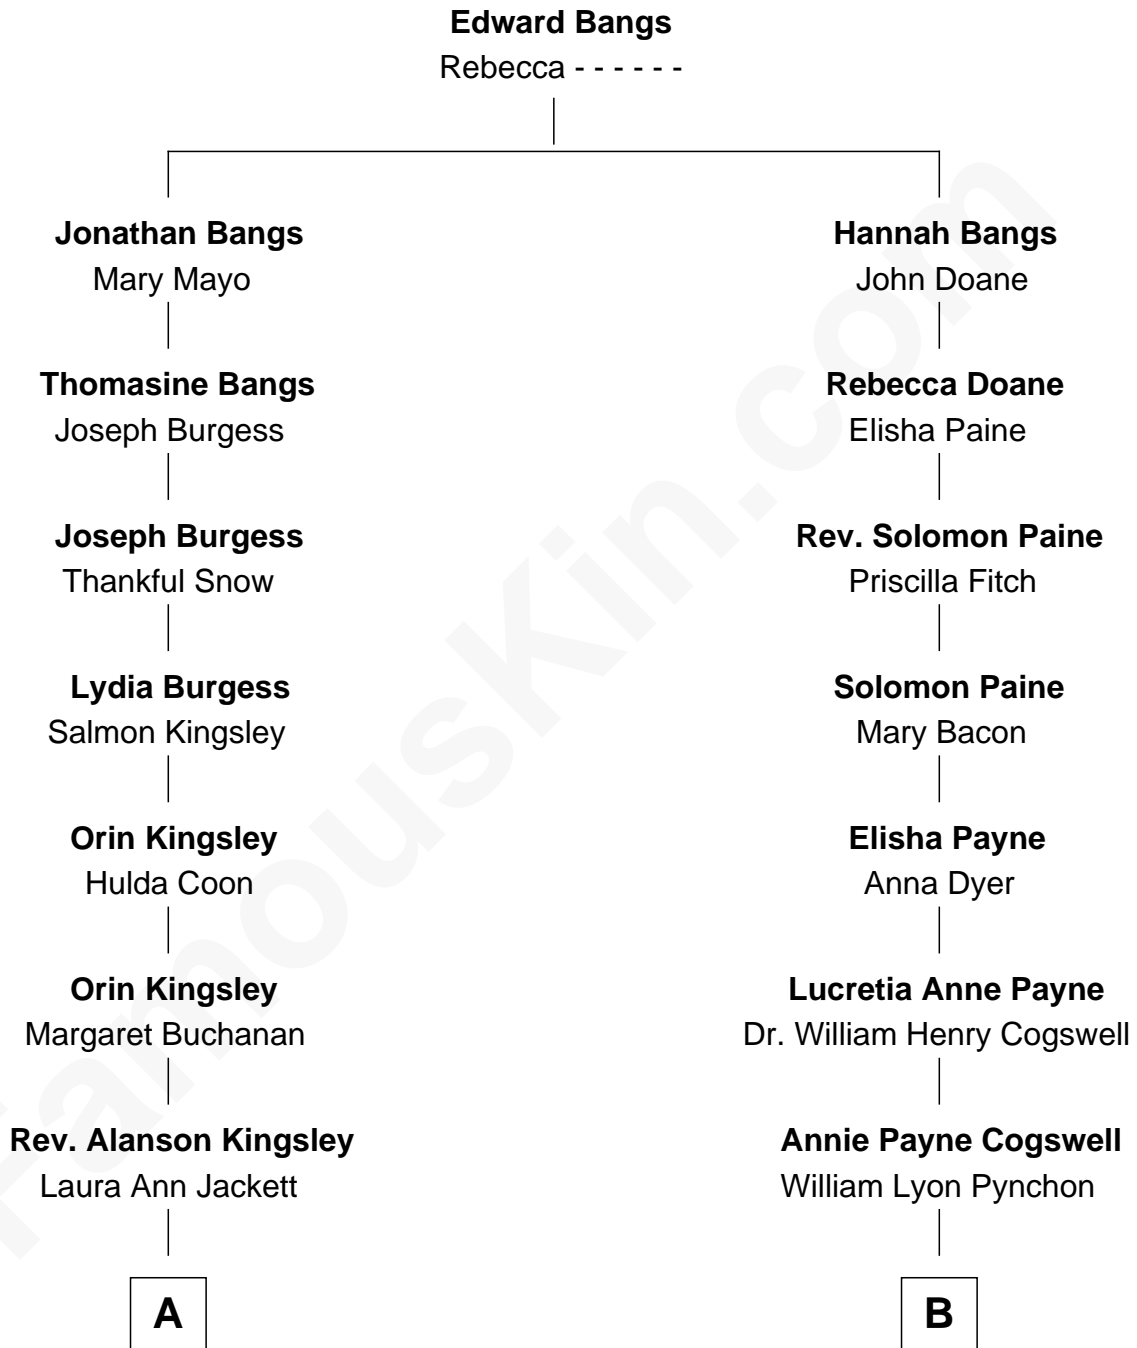 Edward Bangs
Rebecca - - - - - -
Jonathan Bangs
Mary Mayo
Thomasine Bangs
Joseph Burgess
Joseph Burgess
Thankful Snow
Lydia Burgess
Salmon Kingsley
Orin Kingsley
Hulda Coon
Orin Kingsley
Margaret Buchanan
Rev. Alanson Kingsley
Laura Ann Jackett
A
Hannah Bangs
John Doane
Rebecca Doane
Elisha Paine
Rev. Solomon Paine
Priscilla Fitch
Solomon Paine
Mary Bacon
Elisha Payne
Anna Dyer
Lucretia Anne Payne
Dr. William Henry Cogswell
Annie Payne Cogswell
William Lyon Pynchon
B
FamousKin.com